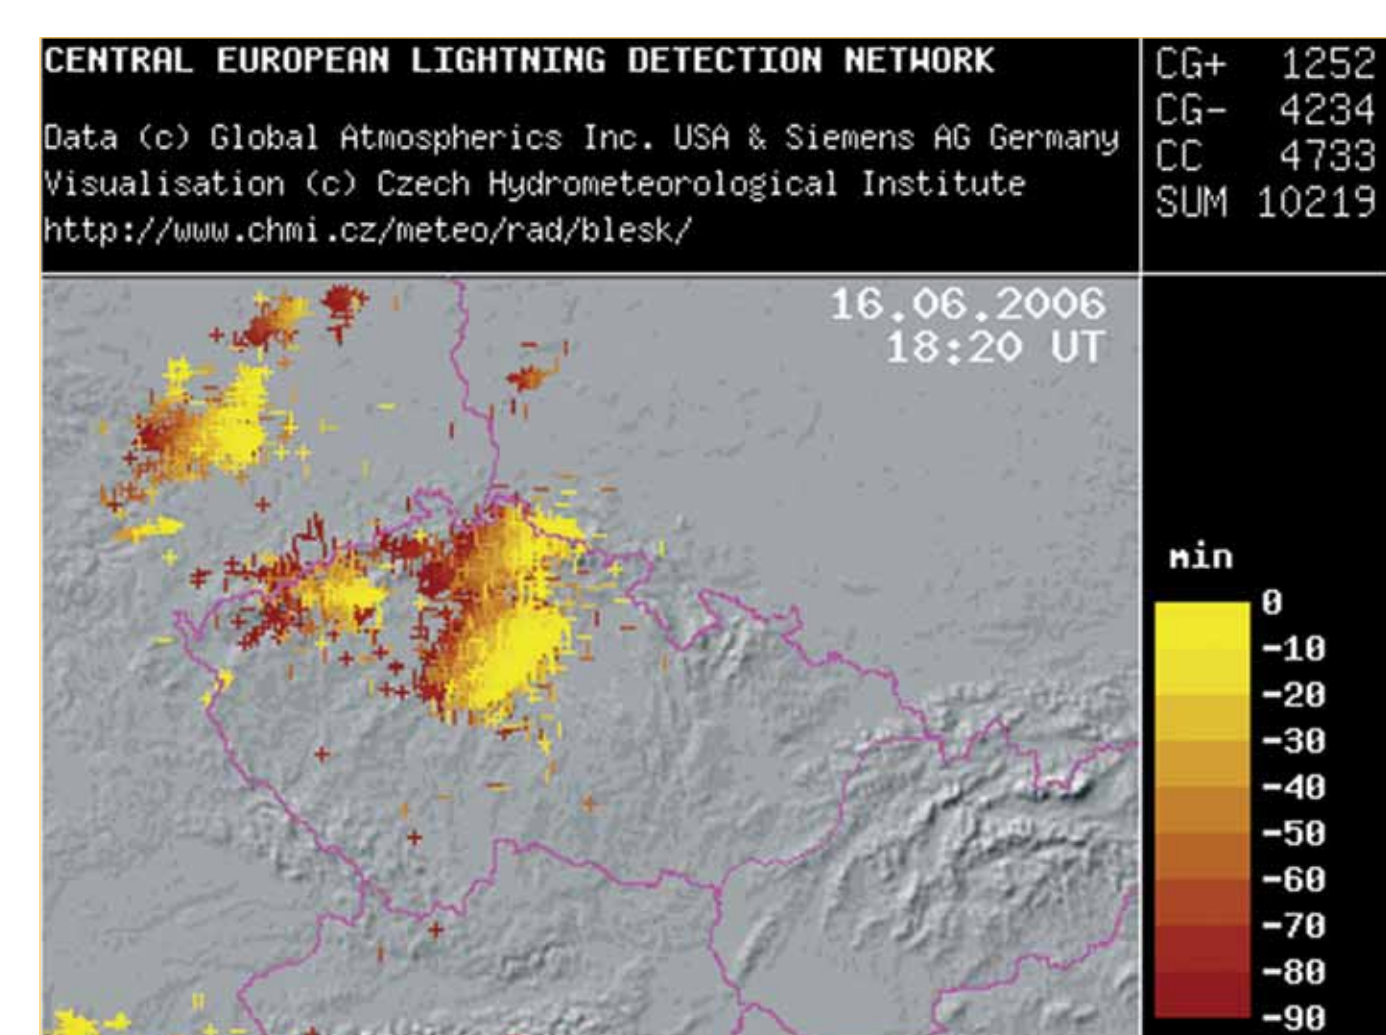 CENTRAL EUROPEAN LIGHTNING DETECTION NETWORK
Data (c) Global Atmospherics Inc. USA & Siemens AG Germany
Visualisation (c) Czech Hydrometeorological Institute
http://www.chmi.cz/meteo/rad/blesk/
CG+ 1252
CG- 4234
CC 4733
SUM 10219
16.06.2006
18:20 UT
min
0
-10
-20
-30
-40
-50
-60
-70
-80
-90